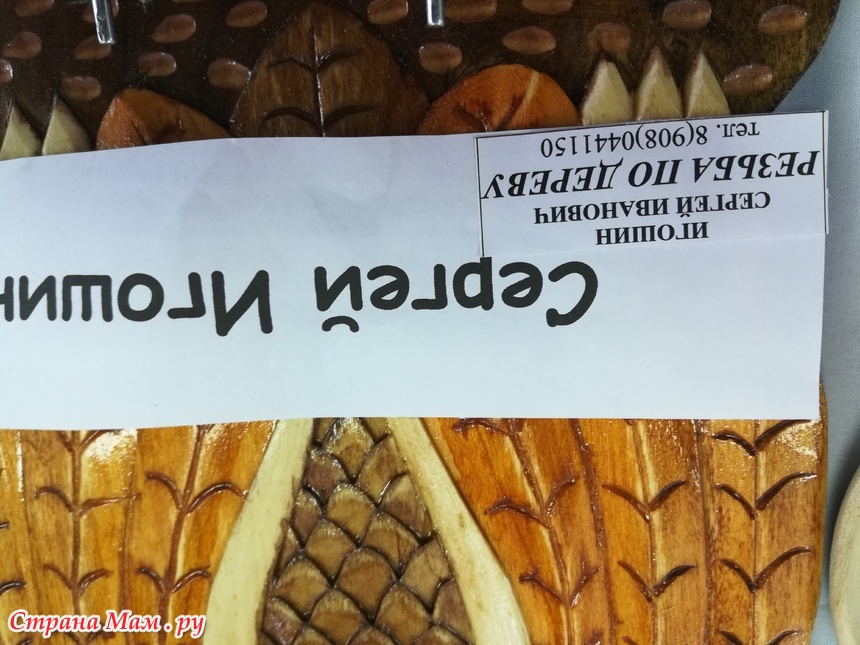 ИГОШИН
СЕРГЕЙ ИВАНОВИЧ
РЕЗЬБА ПО ДЕРЕВУ
тел. 8(908)0441150
Сергей Игошин
Страна Мам . ру